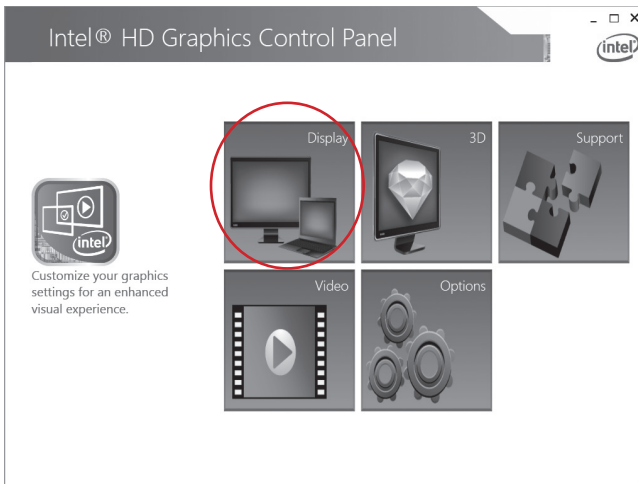 Intel® HD Graphics Control Panel
intel
Display
3D
Support
intel
Customize your graphics
settings for an enhanced
visual experience.
Video
Options